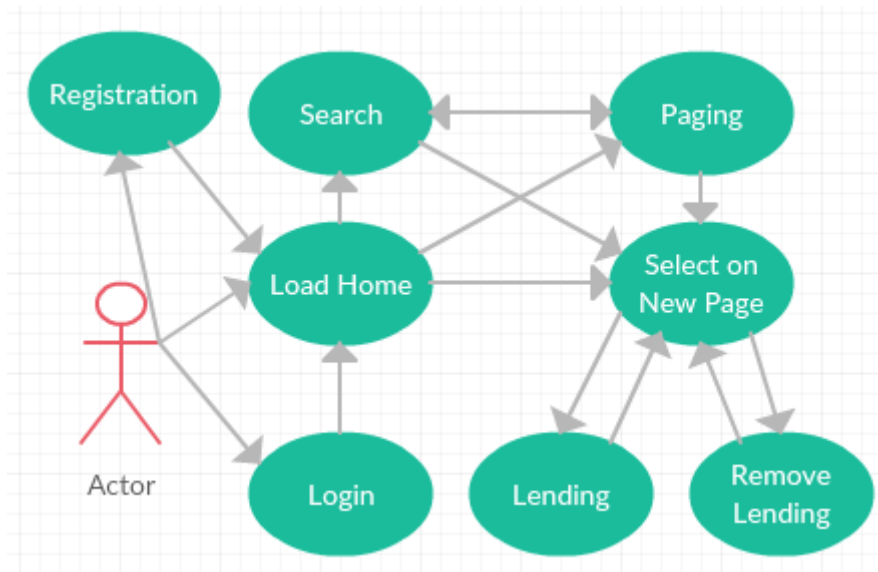 Registration
Search
Paging
Load Home
Select on
New Page
Actor
Login
Lending
Remove
Lending